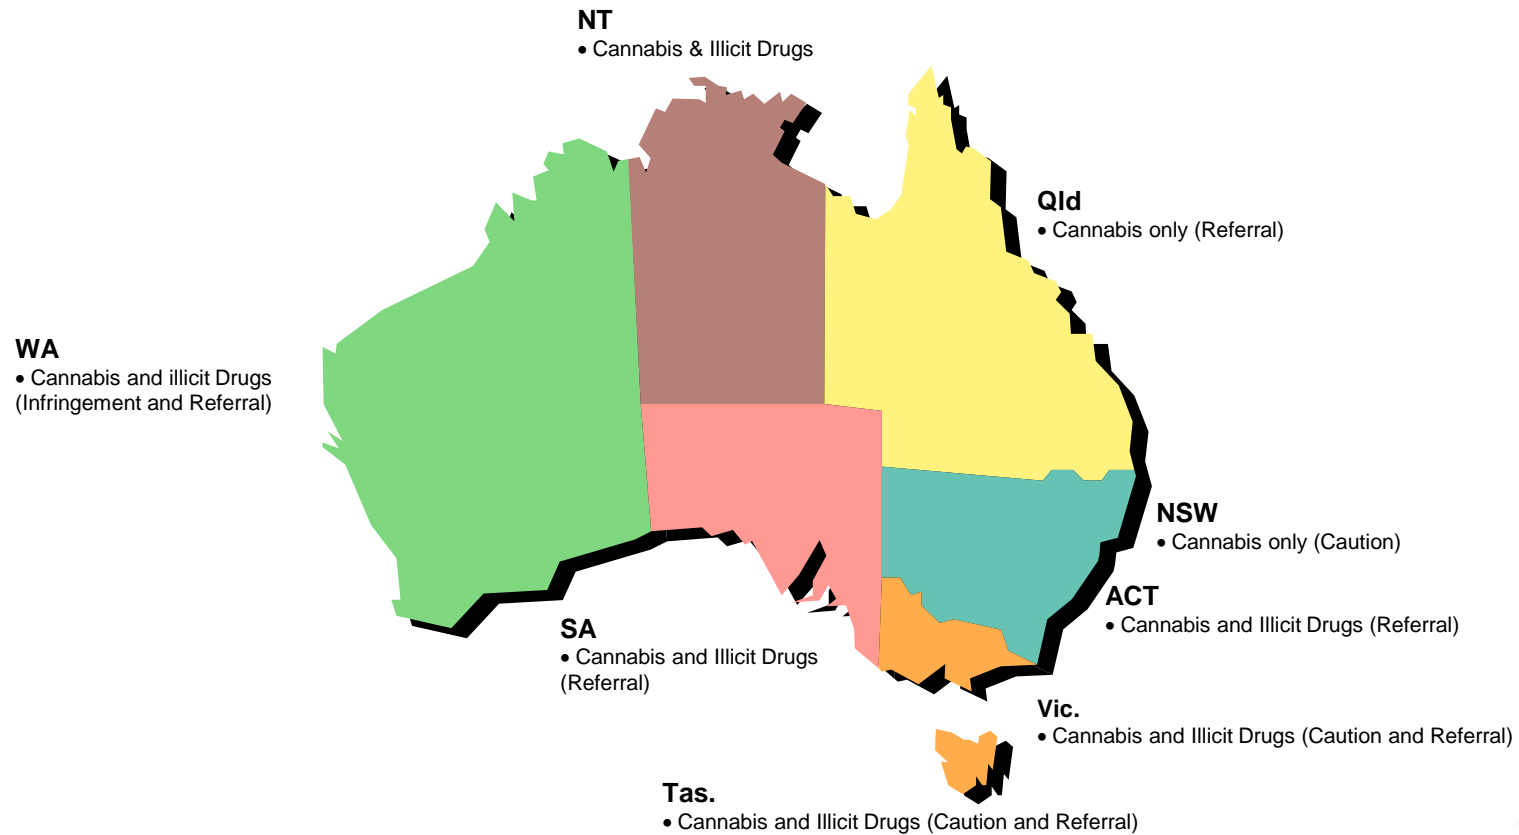 NT
• Cannabis & Illicit Drugs
Qld
• Cannabis only (Referral)
WA
• Cannabis and illicit Drugs
(Infringement and Referral)
NSW
• Cannabis only (Caution)
ACT
• Cannabis and Illicit Drugs (Referral)
SA
• Cannabis and Illicit Drugs
(Referral)
Vic.
• Cannabis and Illicit Drugs (Caution and Referral)
Tas.
• Cannabis and Illicit Drugs (Caution and Referral)